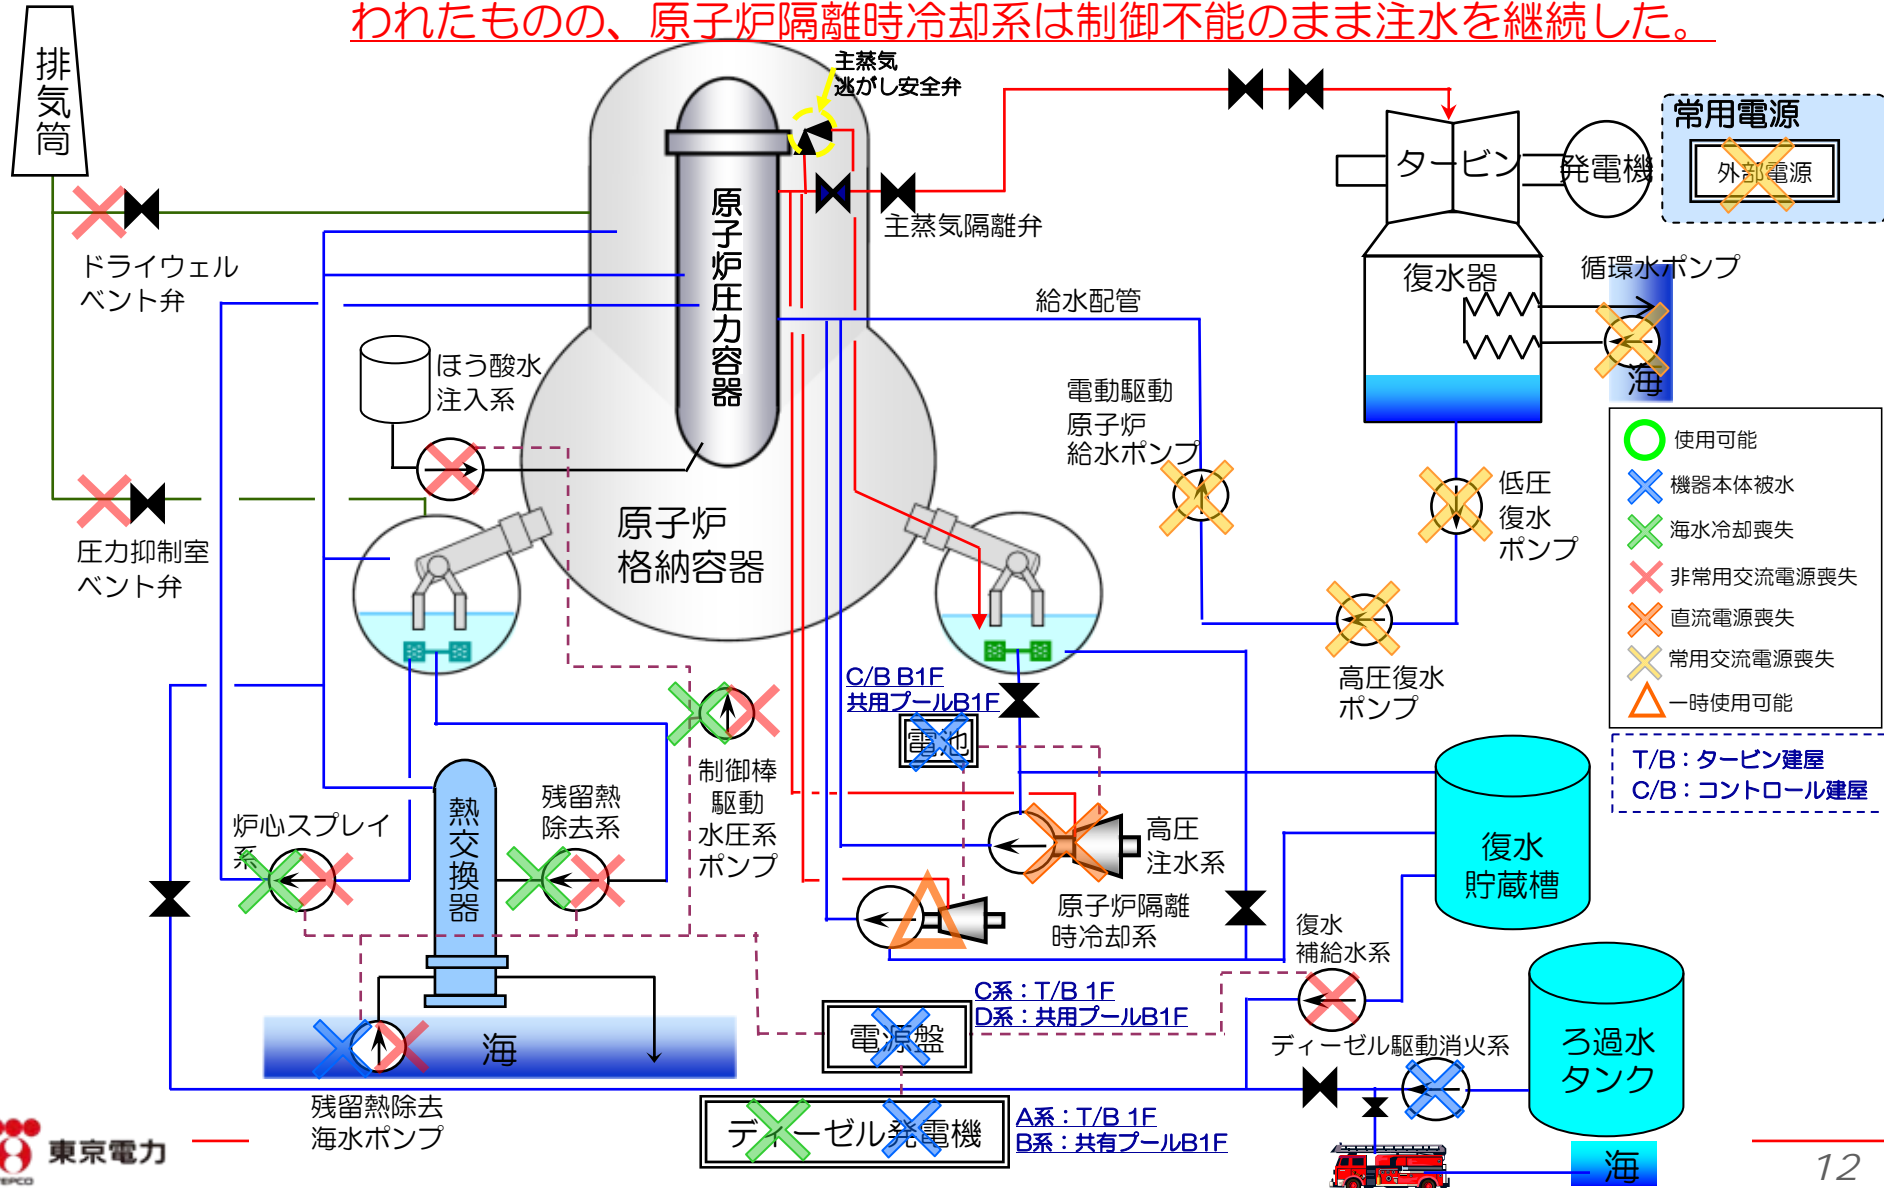 われたものの、原子炉隔離時冷却系は制御不能のまま注水を継続した。
排気筒
主蒸気
逃がし安全弁
常用電源
外部電源
タービン
発電機
主蒸気隔離弁
原子炉圧力容器
ドライウェル
ベント弁
復水器
循環水ポンプ
海
給水配管
ほう酸水
注入系
電動駆動
原子炉
給水ポンプ
使用可能
機器本体被水
海水冷却喪失
非常用交流電源喪失
直流電源喪失
常用交流電源喪失
一時使用可能
低圧
復水
ポンプ
原子炉
格納容器
圧力抑制室
ベント弁
高圧復水
ポンプ
C/B B1F
共用プールB1F
電池
T/B：タービン建屋
C/B：コントロール建屋
制御棒
駆動
水圧系
ポンプ
残留熱
除去系
炉心スプレイ
系
熱交換器
高圧
注水系
原子炉隔離
時冷却系
復水
貯蔵槽
復水
補給水系
C系：T/B 1F
D系：共用プールB1F
電源盤
海
ディーゼル駆動消火系
ろ過水
タンク
残留熱除去
海水ポンプ
ディーゼル発電機
A系：T/B 1F
B系：共有プールB1F
海
東京電力
TEPCO
12